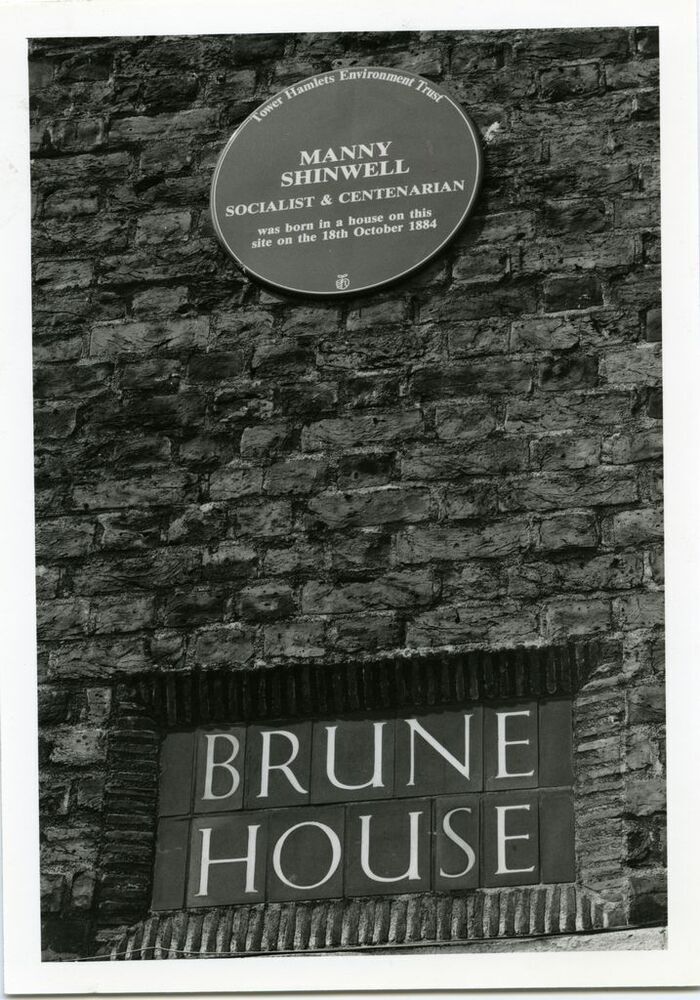 Tower Hamlets Environment Trust
MANNY
SHINWELL
SOCIALIST & CENTENARIAN
was born in a house on this
site on the 18th October 1884
BRUNE
HOUSE